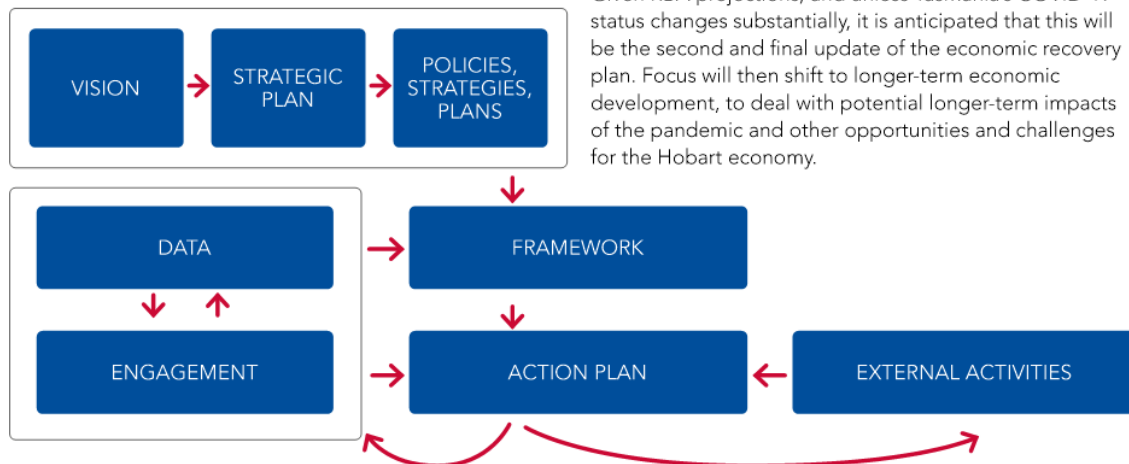 status changes substantially, it is anticipated that this will
be the second and final update of the economic recovery
plan. Focus will then shift to longer-term economic
development, to deal with potential longer-term impacts
of the pandemic and other opportunities and challenges
for the Hobart economy.
VISION
STRATEGIC
PLAN
POLICIES,
STRATEGIES,
PLANS
DATA
FRAMEWORK
ENGAGEMENT
ACTION PLAN
EXTERNAL ACTIVITIES